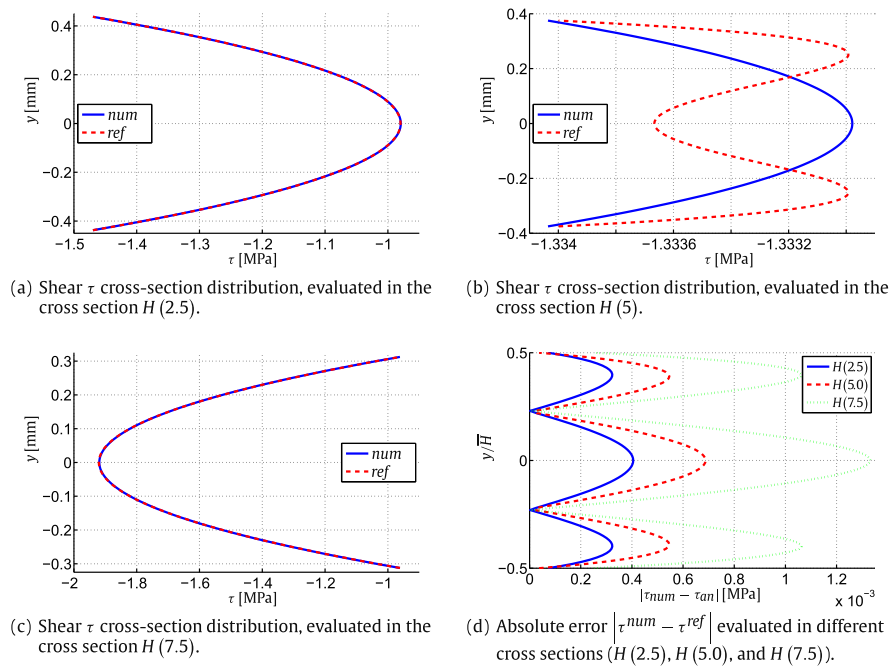 0.4
0.2
0
−0.2
−0.4
y [mm]
num
ref
−1.5
−1.4
−1.3
−1.2
−1.1
−1
τ [MPa]
(a) Shear τ cross-section distribution, evaluated in the
cross section H (2.5).
0.4
0.2
0
−0.2
−0.4
y [mm]
num
ref
−1.334
−1.3336
−1.3332
τ [MPa]
(b) Shear τ cross-section distribution, evaluated in the
cross section H (5).
0.3
0.2
0.1
0
−0.1
−0.2
−0.3
y [mm]
num
ref
−2
−1.8
−1.6
−1.4
−1.2
−1
τ [MPa]
(c) Shear τ cross-section distribution, evaluated in the
cross section H (7.5).
0.5
0
−0.5
y/H̅
H(2.5)
H(5.0)
H(7.5)
0
0.2
0.4
0.6
0.8
1
1.2
|τnum − τan| [MPa]
x 10⁻³
(d) Absolute error |τ^num − τ^ref| evaluated in different
cross sections (H (2.5), H (5.0), and H (7.5)).